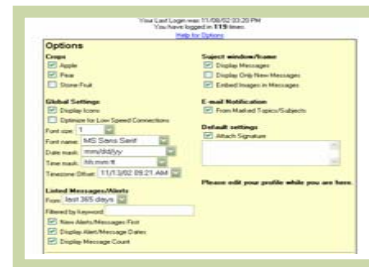 Your Last Login was 11/08/02 03:20 PM
You have logged in 119 times.
Help for Options
Options
Crops
Apple
Pear
Stone Fruit
Global Settings:
Display Icons
Optimize for Low Speed Connections
Font size: 1
Font name: MS Sans Serif
Date mask: mm/dd/yy
Time mask: hh:mm:tt
Timezone Offset: 11/13/02 09:21 AM
Listed Messages/Alerts
From last 365 days
Filtered by Keyword
New Alerts/Messages First
Display Alert/Message Dates
Display Message Count
Suject window/frame
Display Messages
Display Only New Messages
Embed Images in Messages
E-mail Notification
From Marked Topics/Subjects
Default settings
Attach Signature
Please edit your profile while you are here.